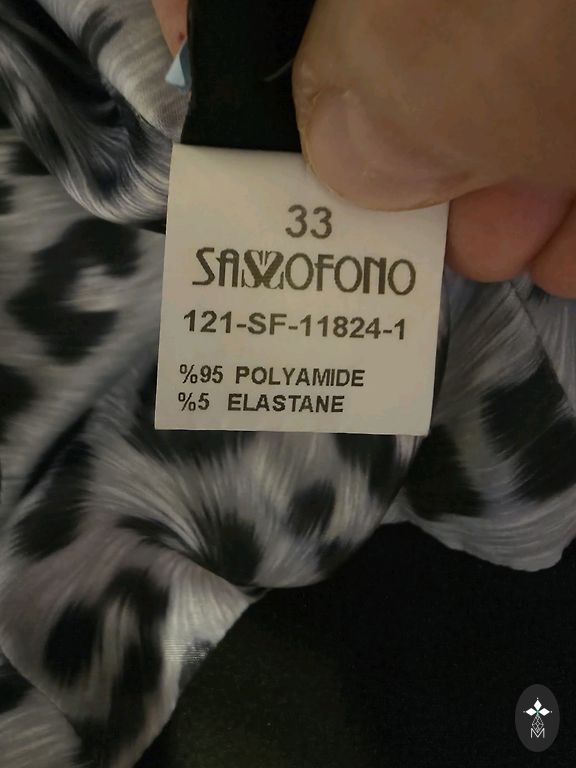 33
SASSOFONO
121-SF-11824-1
%95 POLYAMIDE
%5 ELASTANE
M